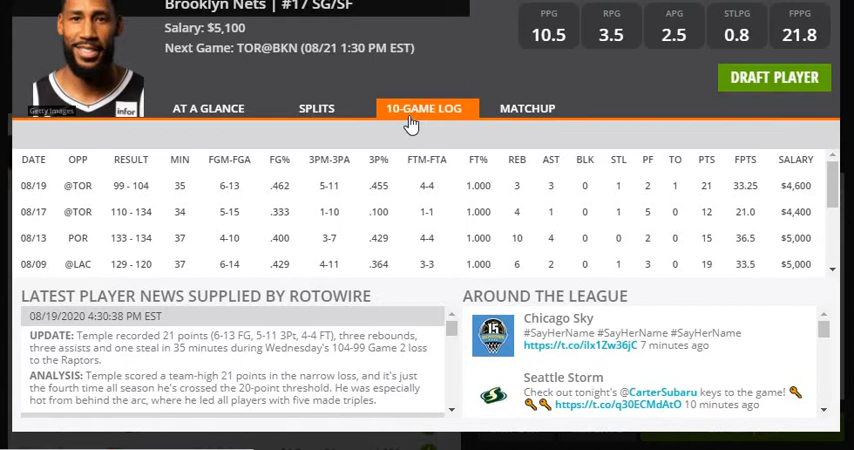 Brooklyn Nets | #17 SG/SF
Salary: $5,100
Next Game: TOR@BKN (08/21 1:30 PM EST)
PPG RPG APG STLPG FPPG
10.5 3.5 2.5 0.8 21.8
DRAFT PLAYER
Getty Images
infor
AT A GLANCE SPLITS 10-GAME LOG MATCHUP
DATE OPP RESULT MIN FGM-FGA FG% 3PM-3PA 3P% FTM-FTA FT% REB AST BLK STL PF TO PTS FPTS SALARY
08/19 @TOR 99 - 104 35 6-13 .462 5-11 .455 4-4 1.000 3 3 0 1 2 1 21 33.25 $4,600
08/17 @TOR 110 - 134 34 5-15 .333 1-10 .100 1-1 1.000 4 1 0 1 5 0 12 21.0 $4,400
08/13 POR 133 - 134 37 4-10 .400 3-7 .429 4-4 1.000 10 4 0 0 2 0 15 36.5 $5,000
08/09 @LAC 129 - 120 37 6-14 .429 4-11 .364 3-3 1.000 6 2 0 1 3 0 19 33.5 $5,000
LATEST PLAYER NEWS SUPPLIED BY ROTOWIRE
08/19/2020 4:30:38 PM EST
UPDATE: Temple recorded 21 points (6-13 FG, 5-11 3Pt, 4-4 FT), three rebounds,
three assists and one steal in 35 minutes during Wednesday's 104-99 Game 2 loss
to the Raptors.
ANALYSIS: Temple scored a team-high 21 points in the narrow loss, and it's just
the fourth time all season he's crossed the 20-point threshold. He was especially
hot from behind the arc, where he led all players with five made triples.
AROUND THE LEAGUE
15
Chicago Sky
#SayHerName #SayHerName #SayHerName
https://t.co/iIx1Zw36jC 7 minutes ago
Seattle Storm
Check out tonight's @CarterSubaru keys to the game!
https://t.co/q30ECMdAtO 10 minutes ago